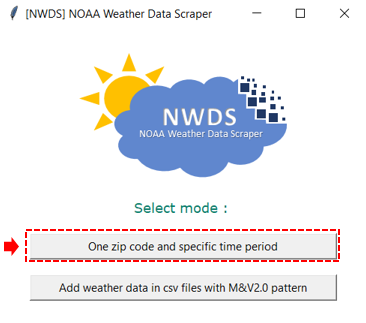 [NWDS] NOAA Weather Data Scraper
NWDS
NOAA Weather Data Scraper
Select mode :
One zip code and specific time period
Add weather data in csv files with M&V2.0 pattern